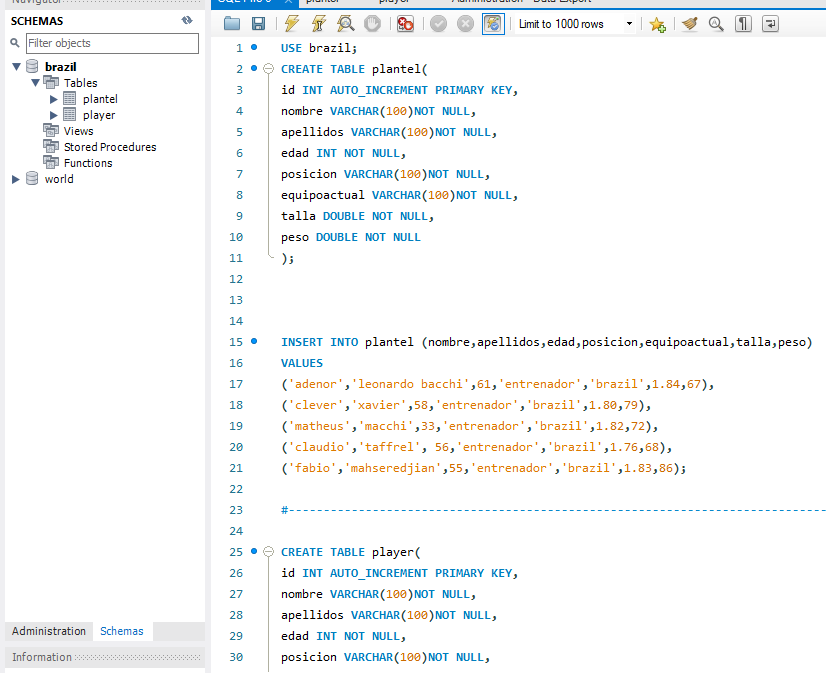 Navigator
SCHEMAS
Filter objects
brazil
Tables
plantel
player
Views
Stored Procedures
Functions
world
Administration Schemas
Information
plantel player Administration - Data Export
Limit to 1000 rows
1 USE brazil;
2 CREATE TABLE plantel(
3 id INT AUTO_INCREMENT PRIMARY KEY,
4 nombre VARCHAR(100)NOT NULL,
5 apellidos VARCHAR(100)NOT NULL,
6 edad INT NOT NULL,
7 posicion VARCHAR(100)NOT NULL,
8 equipoactual VARCHAR(100)NOT NULL,
9 talla DOUBLE NOT NULL,
10 peso DOUBLE NOT NULL
11 );
12
13
14
15 INSERT INTO plantel (nombre,apellidos,edad,posicion,equipoactual,talla,peso)
16 VALUES
17 ('adenor','leonardo bacchi',61,'entrenador','brazil',1.84,67),
18 ('clever','xavier',58,'entrenador','brazil',1.80,79),
19 ('matheus','macchi',33,'entrenador','brazil',1.82,72),
20 ('claudio','taffrel', 56,'entrenador','brazil',1.76,68),
21 ('fabio','mahseredjian',55,'entrenador','brazil',1.83,86);
22
23 #------------------------------------------------------------------------------
24
25 CREATE TABLE player(
26 id INT AUTO_INCREMENT PRIMARY KEY,
27 nombre VARCHAR(100)NOT NULL,
28 apellidos VARCHAR(100)NOT NULL,
29 edad INT NOT NULL,
30 posicion VARCHAR(100)NOT NULL,